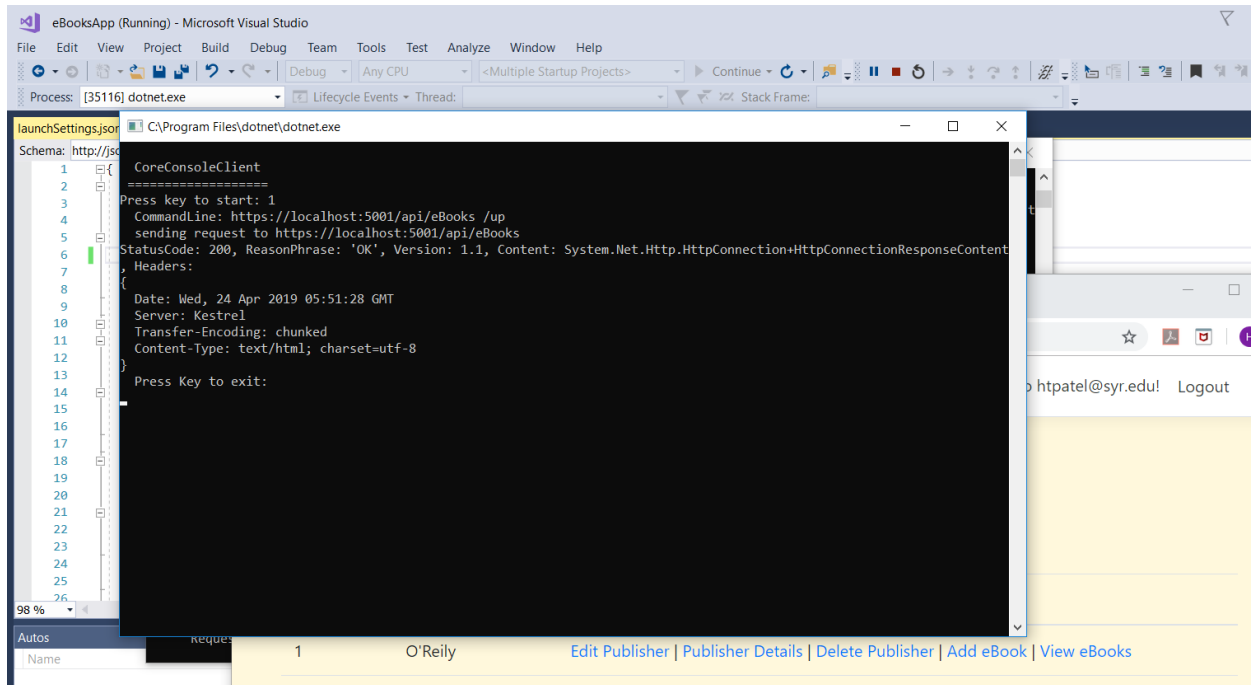 eBooksApp (Running) - Microsoft Visual Studio
File Edit View Project Build Debug Team Tools Test Analyze Window Help
Debug Any CPU <Multiple Startup Projects> Continue
Process: [35116] dotnet.exe Lifecycle Events Thread: Stack Frame:
launchSettings.json
C:\Program Files\dotnet\dotnet.exe
Schema: http://jsc
1
2
3
4
5
6
7
8
9
10
11
12
13
14
15
16
17
18
19
20
21
22
23
24
25
26
CoreConsoleClient
===================
Press key to start: 1
CommandLine: https://localhost:5001/api/eBooks /up
sending request to https://localhost:5001/api/eBooks
StatusCode: 200, ReasonPhrase: 'OK', Version: 1.1, Content: System.Net.Http.HttpConnection+HttpConnectionResponseContent
, Headers:
{
Date: Wed, 24 Apr 2019 05:51:28 GMT
Server: Kestrel
Transfer-Encoding: chunked
Content-Type: text/html; charset=utf-8
}
Press Key to exit:
htpatel@syr.edu! Logout
98 %
Autos
Name
Reques
1 O'Reily Edit Publisher | Publisher Details | Delete Publisher | Add eBook | View eBooks